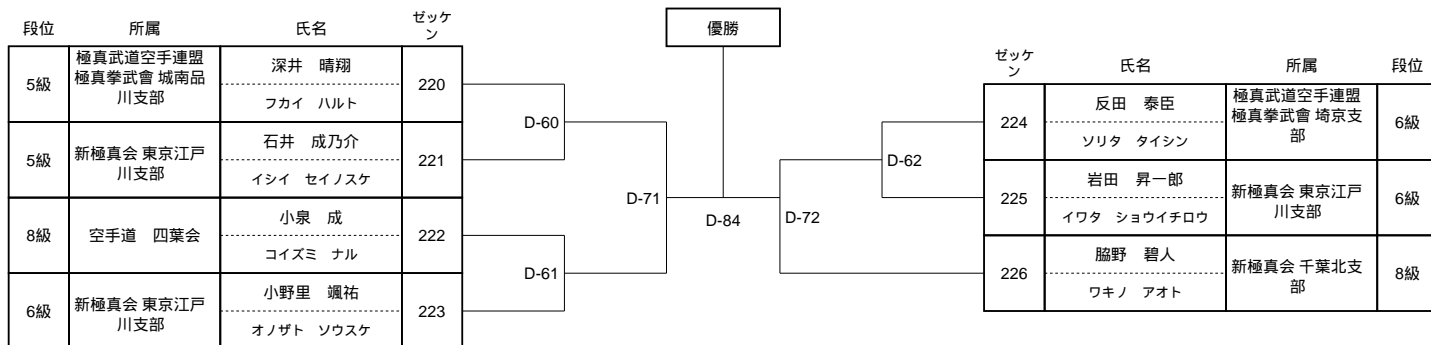 優勝
段位
所属
氏名
ゼッケ
ン
5級
極真武道空手連盟
極真拳武會 城南品
川支部
深井　晴翔
フカイ　ハルト
220
5級
新極真会 東京江戸
川支部
石井　成乃介
イシイ　セイノスケ
221
8級
空手道　四葉会
小泉　成
コイズミ　ナル
222
6級
新極真会 東京江戸
川支部
小野里　颯祐
オノザト　ソウスケ
223
D-60
D-61
D-71
D-84
D-72
D-62
ゼッケ
ン
氏名
所属
段位
224
反田　泰臣
ソリタ　タイシン
極真武道空手連盟
極真拳武會 埼京支
部
6級
225
岩田　昇一郎
イワタ　ショウイチロウ
新極真会 東京江戸
川支部
6級
226
脇野　碧人
ワキノ　アオト
新極真会 千葉北支
部
8級